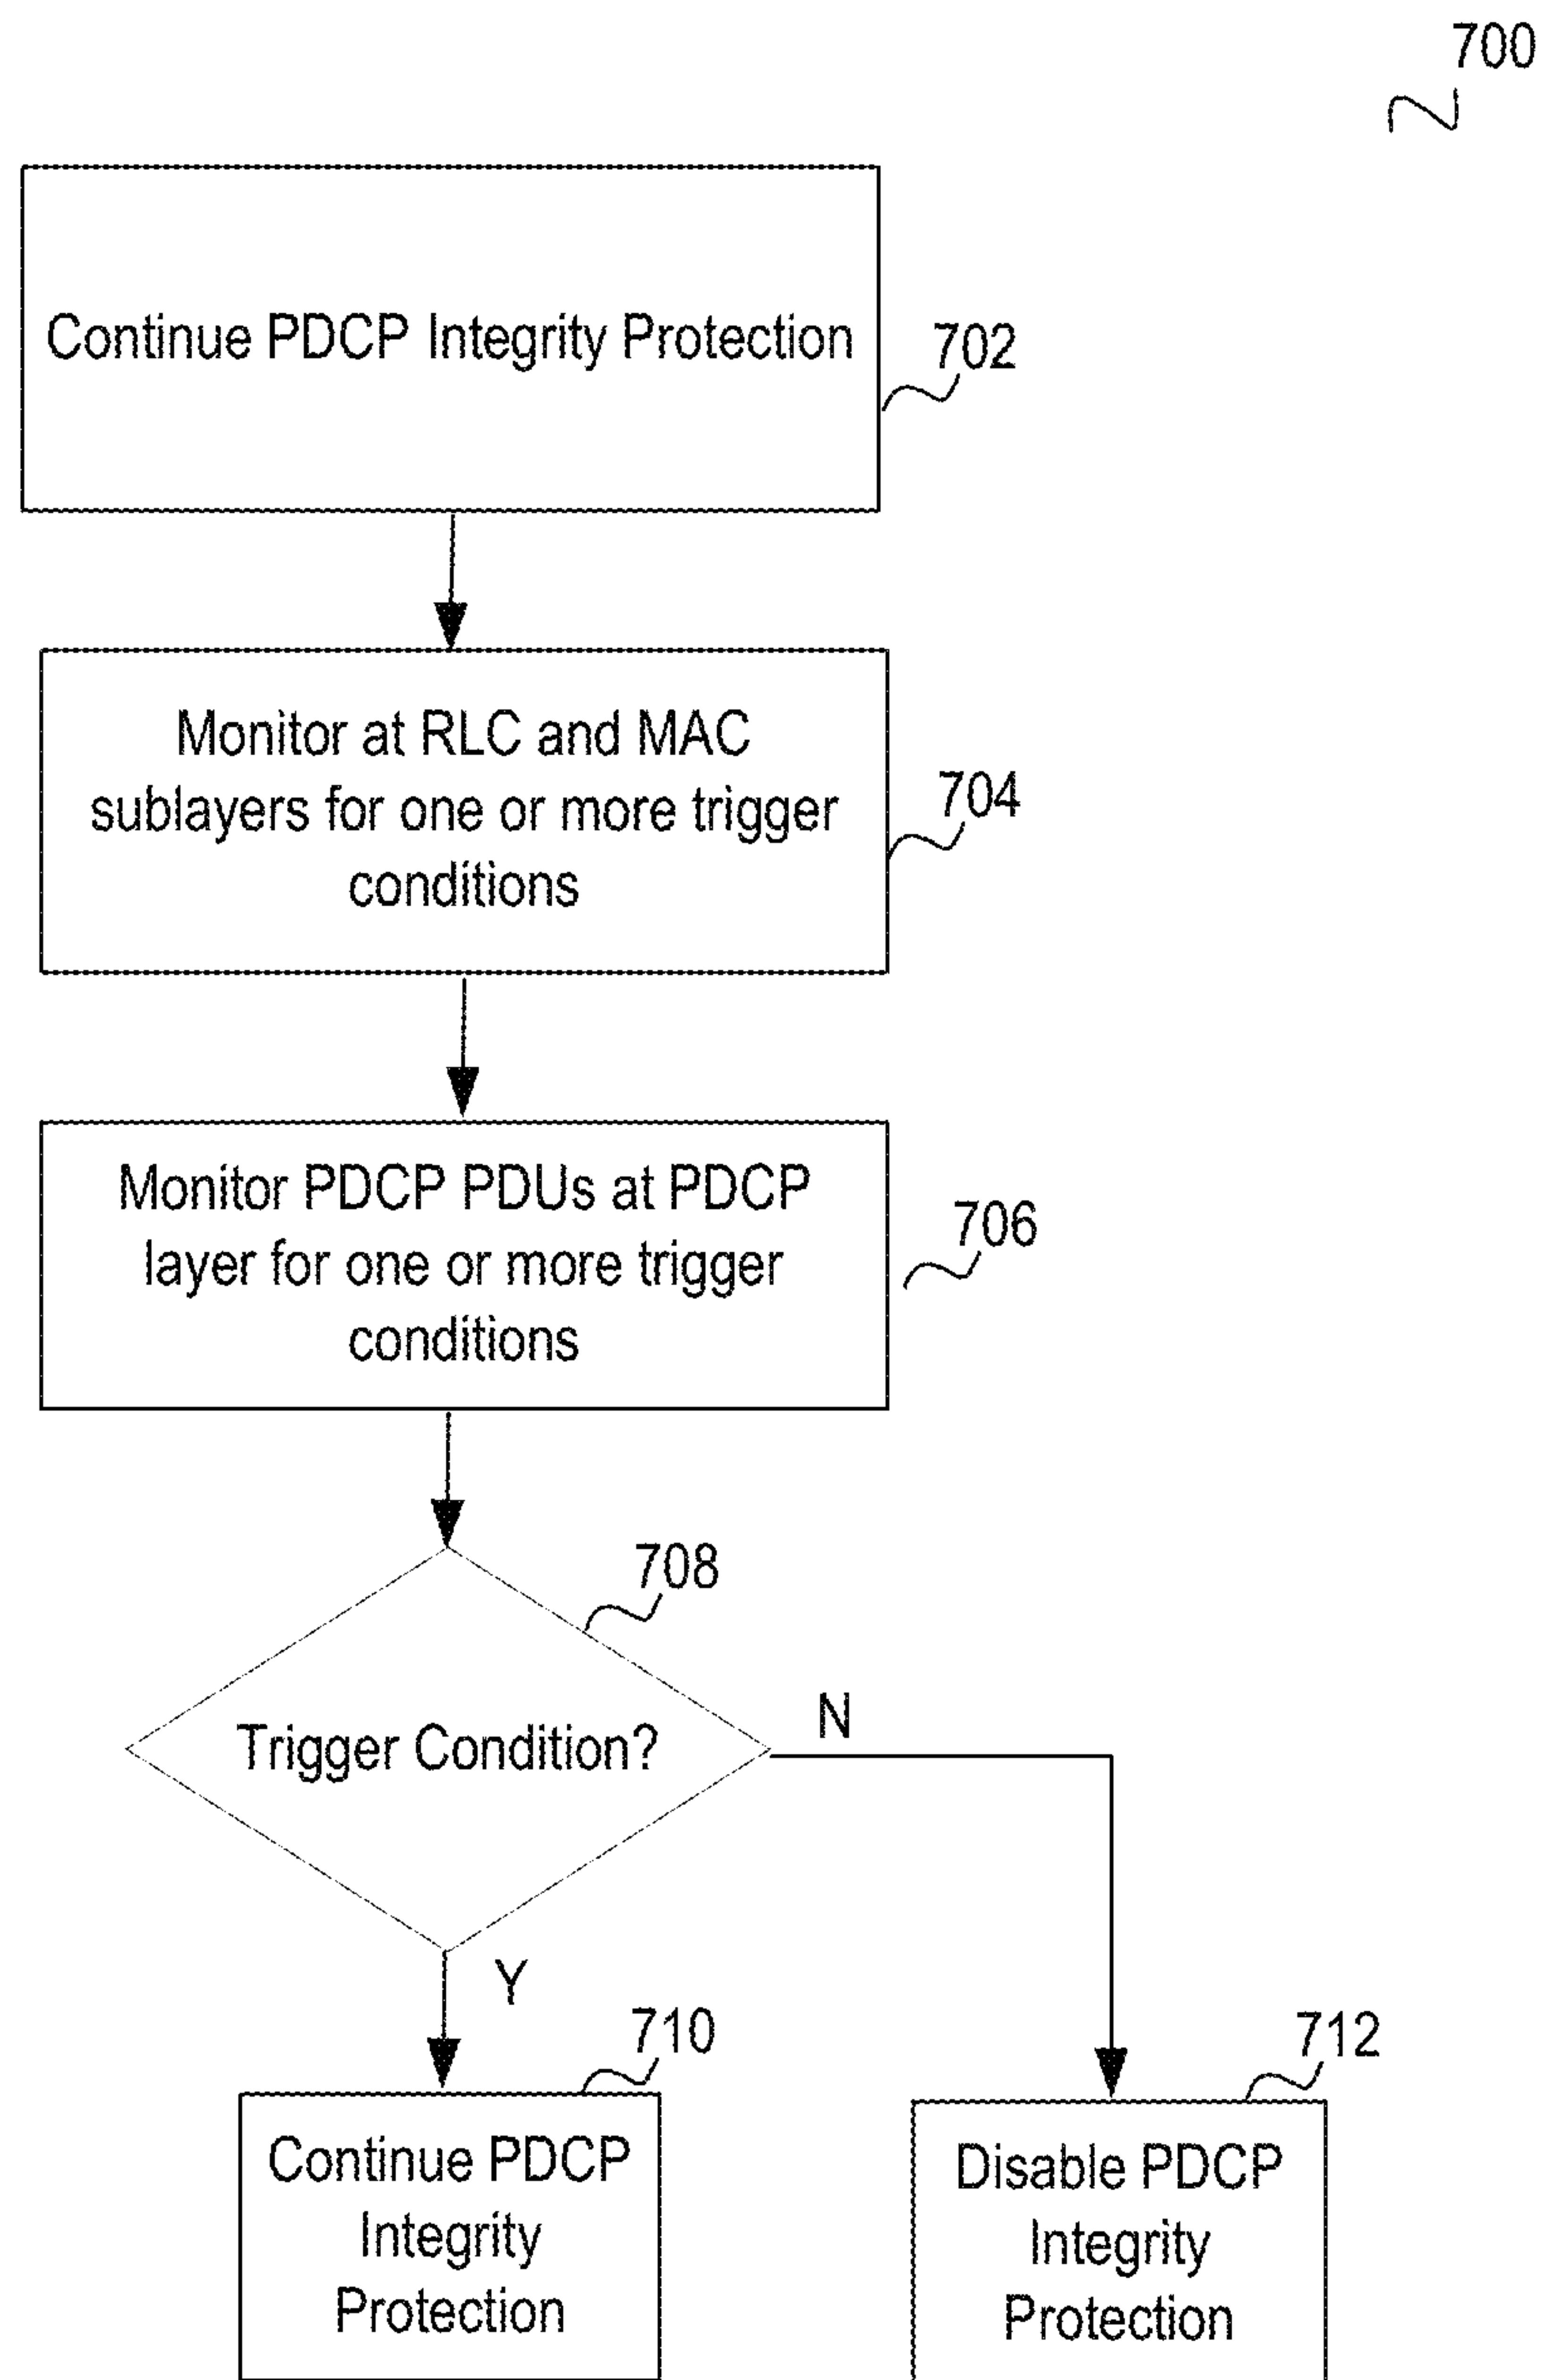 700
Continue PDCP Integrity Protection
702
Monitor at RLC and MAC
sublayers for one or more trigger
conditions
704
Monitor PDCP PDUs at PDCP
layer for one or more trigger
conditions
706
708
Trigger Condition?
N
Y
710
712
Continue PDCP
Integrity
Protection
Disable PDCP
Integrity
Protection